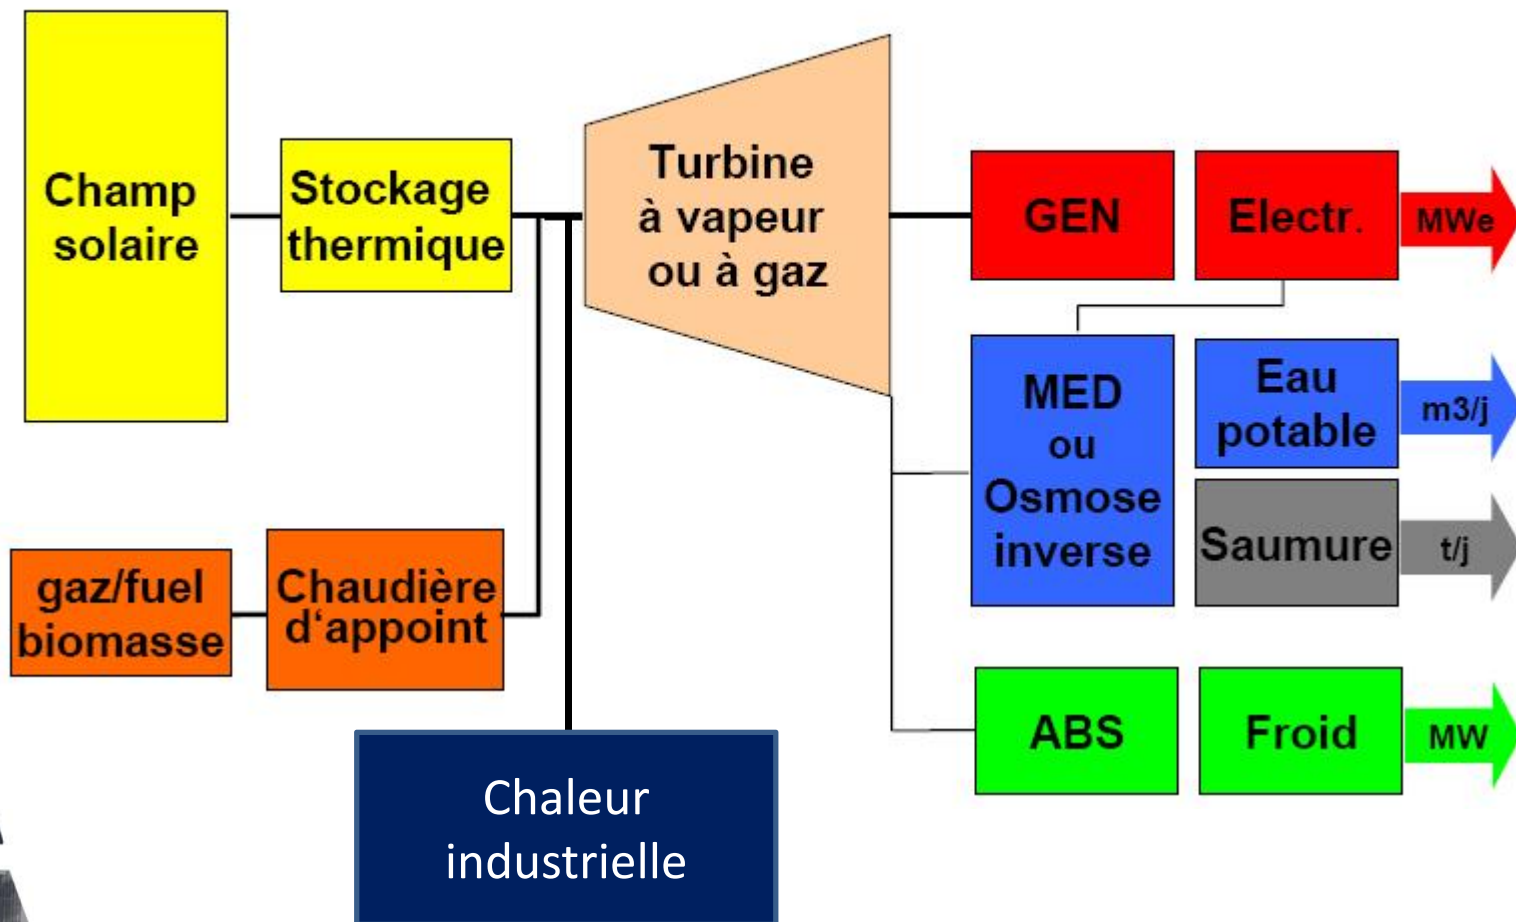 Champ
solaire
Stockage
thermique
Turbine
à vapeur
ou à gaz
GEN
Electr.
MWe
MED
ou
Osmose
inverse
Eau
potable
m3/j
Saumure
t/j
gaz/fuel
biomasse
Chaudière
d‘appoint
ABS
Froid
MW
Chaleur
industrielle